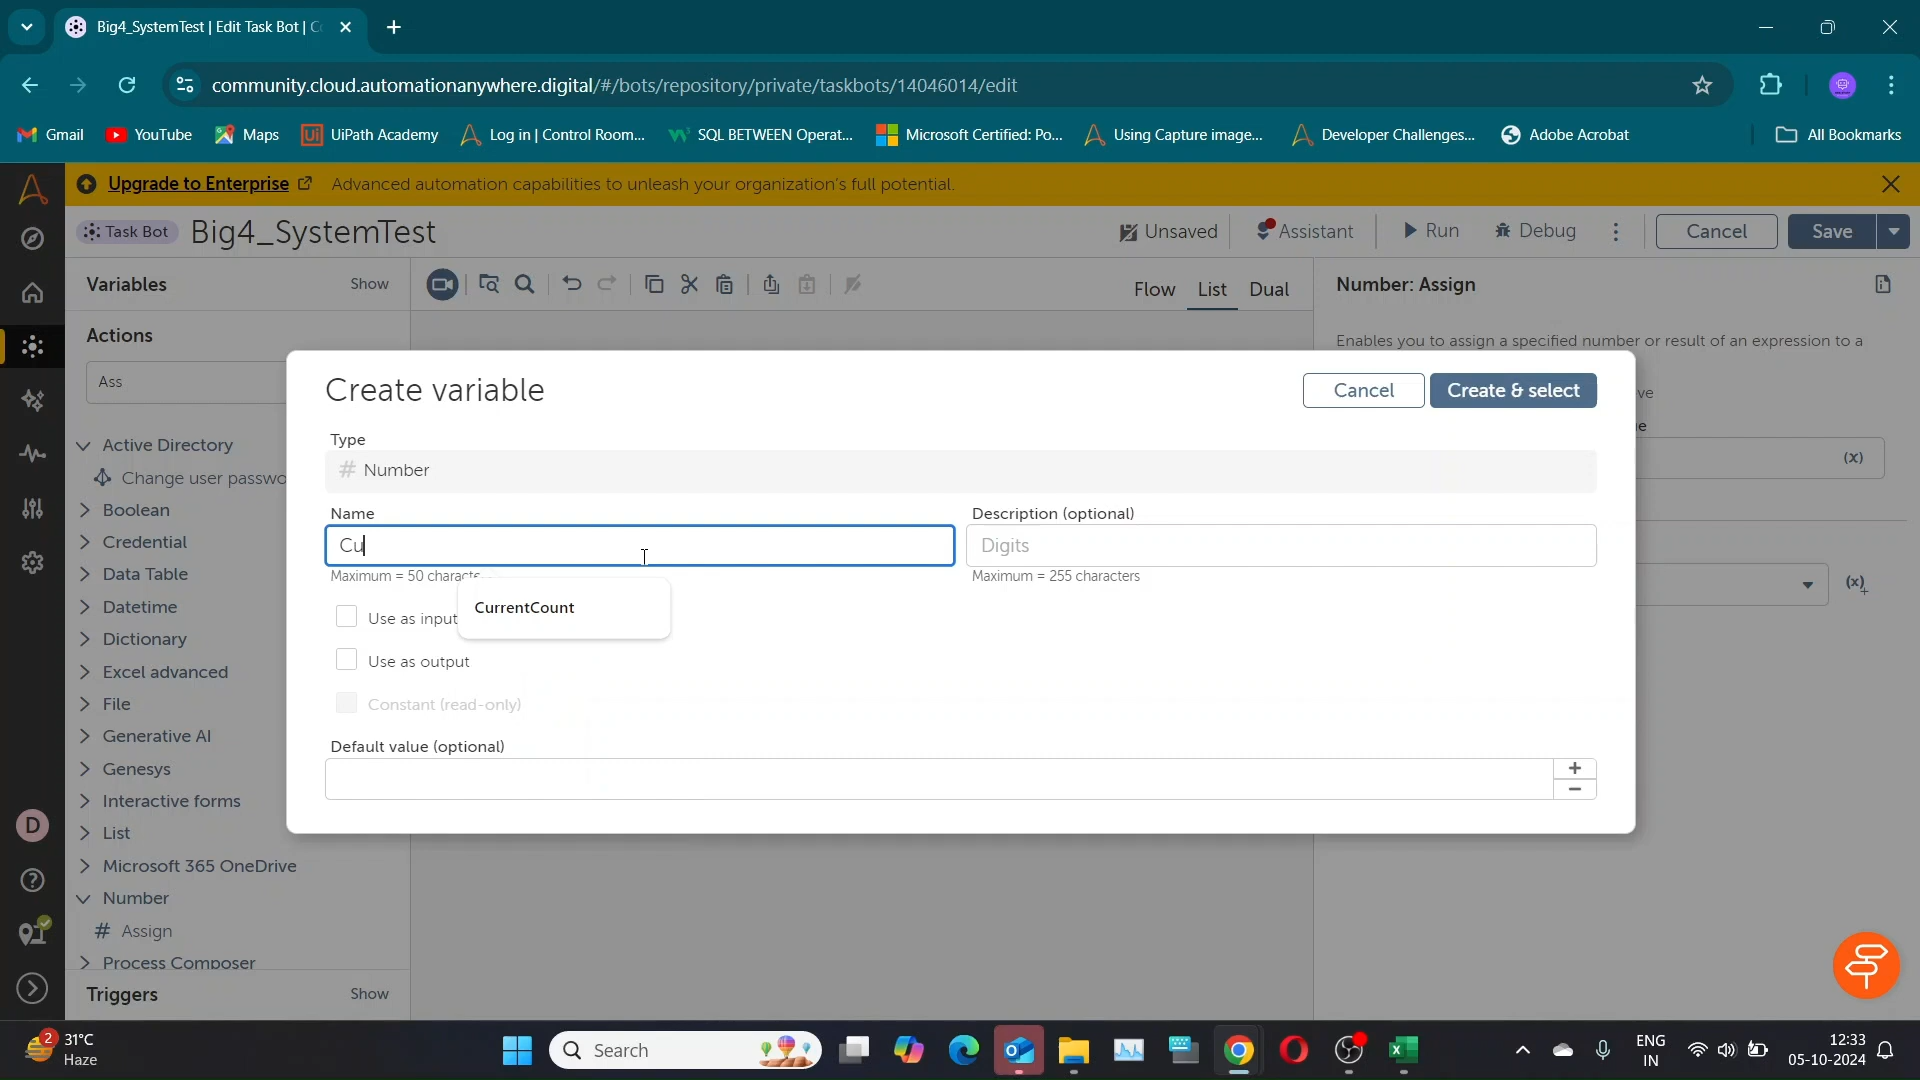 Big4_SystemTest | Edit Task Bot | Co
community.cloud.automationanywhere.digital/#/bots/repository/private/taskbots/14046014/edit
Gmail YouTube Maps UiPath Academy Log in | Control Room... SQL BETWEEN Operat... Microsoft Certified: Po... Using Capture image... Developer Challenges... Adobe Acrobat All Bookmarks
Upgrade to Enterprise Advanced automation capabilities to unleash your organization's full potential.
Task Bot Big4_SystemTest Unsaved Assistant Run Debug Cancel Save
Variables Show Flow List Dual Number: Assign
Actions
Enables you to assign a specified number or result of an expression to a
Ass
Create variable Cancel Create & select
Type
# Number
Name Description (optional)
Cu Digits
Maximum = 50 characte Maximum = 255 characters
CurrentCount
Use as input
Use as output
Constant (read-only)
Default value (optional)
Active Directory
Change user passwo
Boolean
Credential
Data Table
Datetime
Dictionary
Excel advanced
File
Generative AI
Genesys
Interactive forms
List
Microsoft 365 OneDrive
Number
# Assign
Process Composer
Triggers Show
ve
e
(x)
(x)+
D
2 31°C
Haze
Search
ENG
IN
12:33
05-10-2024